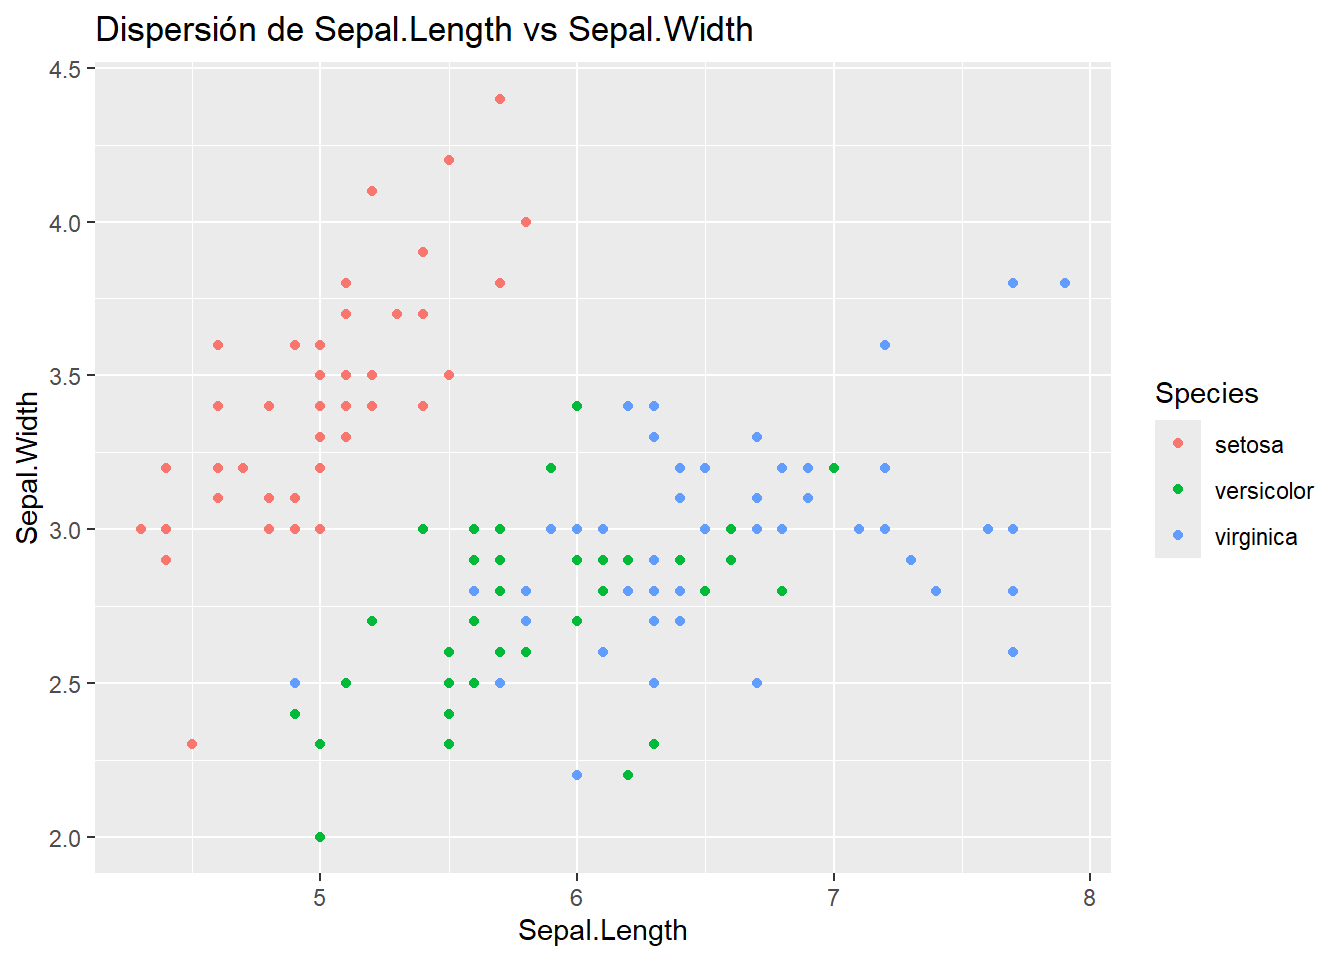 Dispersión de Sepal.Length vs Sepal.Width
4.5
4.0
3.5
3.0
2.5
2.0
Sepal.Width
5
6
7
8
Sepal.Length
Species
setosa
versicolor
virginica